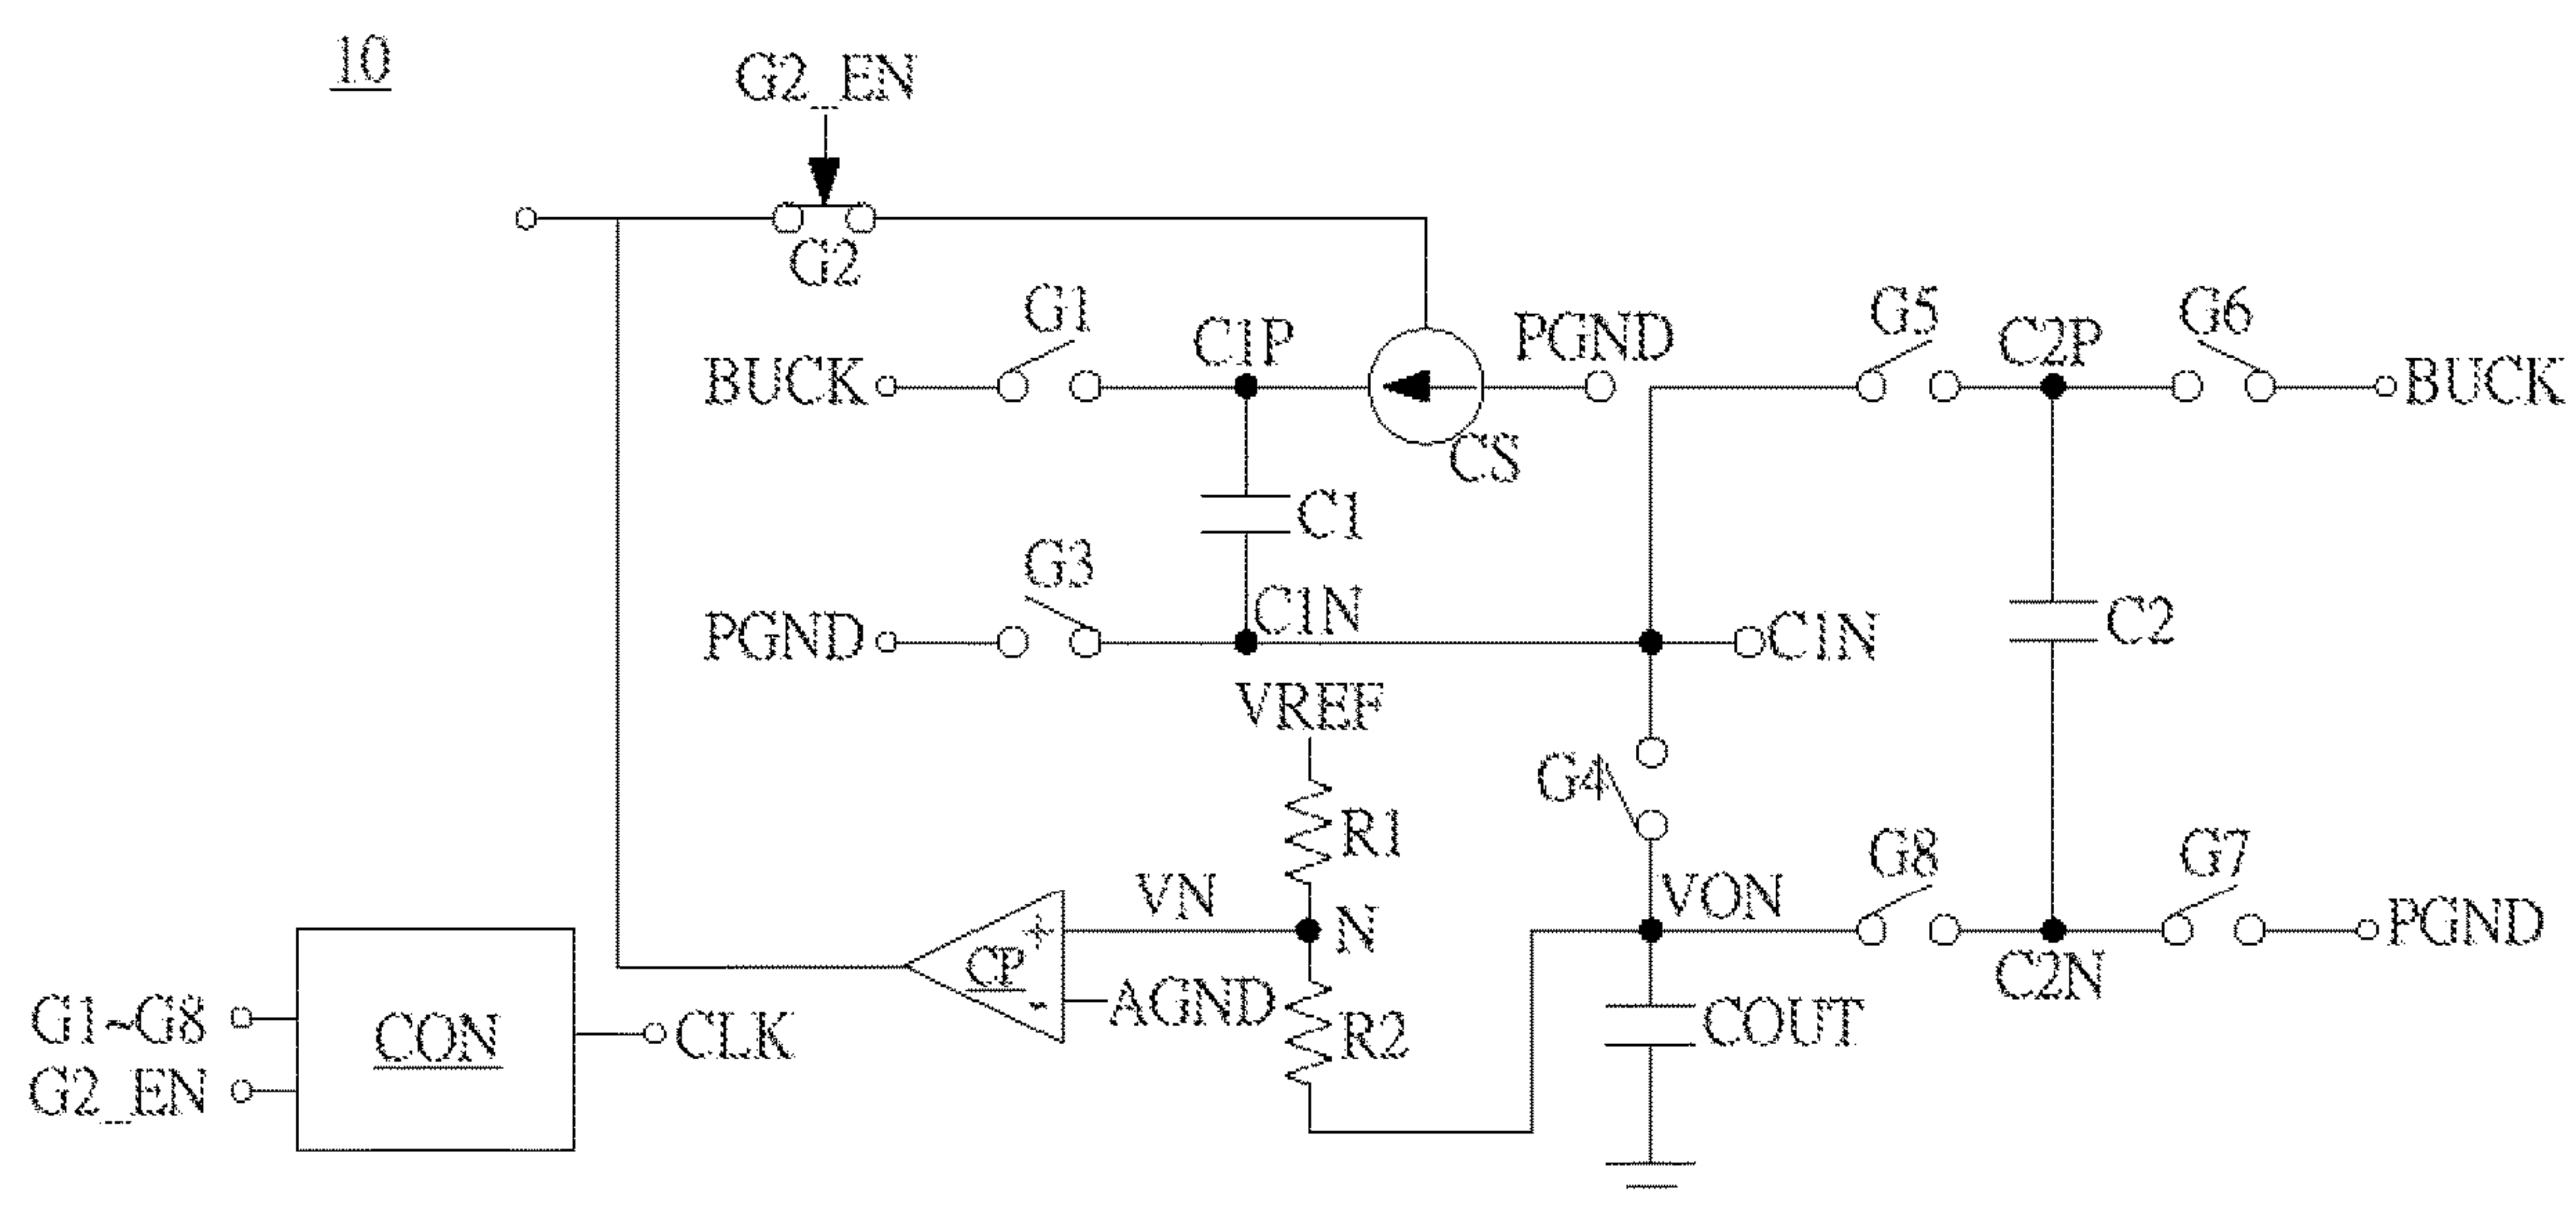 10
G2_EN
G2
G1
C1P
PGND
G5
C2P
G6
BUCK
BUCK
CS
C1
G3
C1N
C2
PGND
C1N
VREF
G4
R1
VN
N
VON
G8
G7
PGND
CP
+
-
AGND
C2N
G1~G8
CON
CLK
R2
COUT
G2_EN